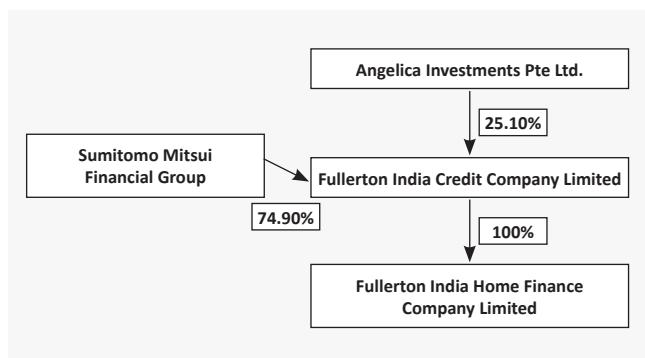 Angelica Investments Pte Ltd.
25.10%
Sumitomo Mitsui
Financial Group
Fullerton India Credit Company Limited
74.90%
100%
Fullerton India Home Finance
Company Limited